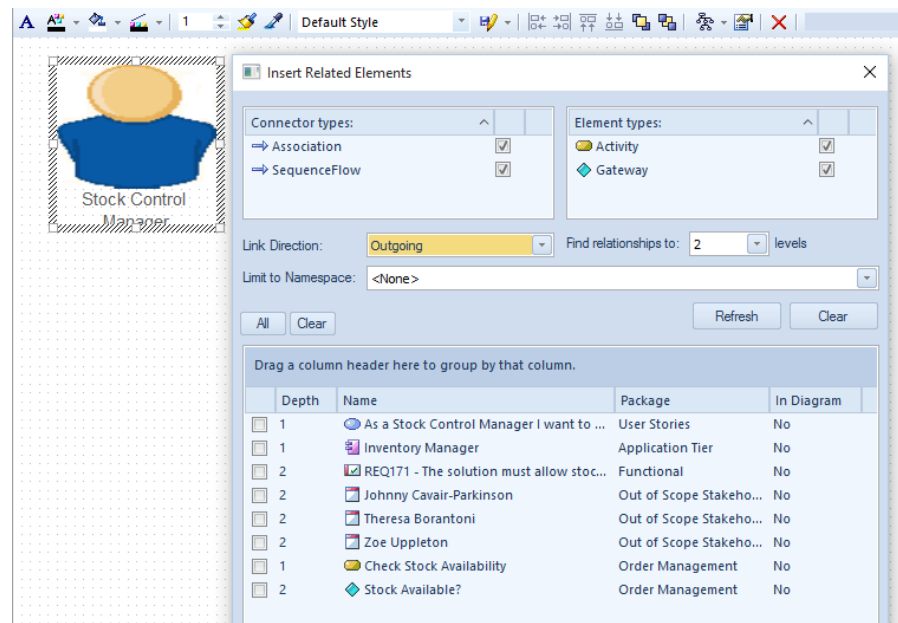 A A 1 Default Style
Insert Related Elements
Connector types:
Association
SequenceFlow
Element types:
Activity
Gateway
Stock Control
Manager
Link Direction: Outgoing Find relationships to: 2 levels
Limit to Namespace: <None>
All Clear Refresh Clear
Drag a column header here to group by that column.
Depth Name Package In Diagram
1 As a Stock Control Manager I want to ... User Stories No
1 Inventory Manager Application Tier No
2 REQ171 - The solution must allow stoc... Functional No
2 Johnny Cavair-Parkinson Out of Scope Stakeho... No
2 Theresa Borantoni Out of Scope Stakeho... No
2 Zoe Uppleton Out of Scope Stakeho... No
1 Check Stock Availability Order Management No
2 Stock Available? Order Management No